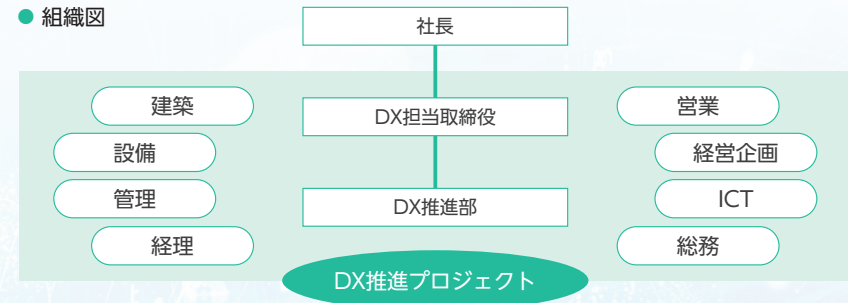 ● 組織図
社長
建築
DX担当取締役
営業
設備
経営企画
管理
DX推進部
ICT
経理
総務
DX推進プロジェクト